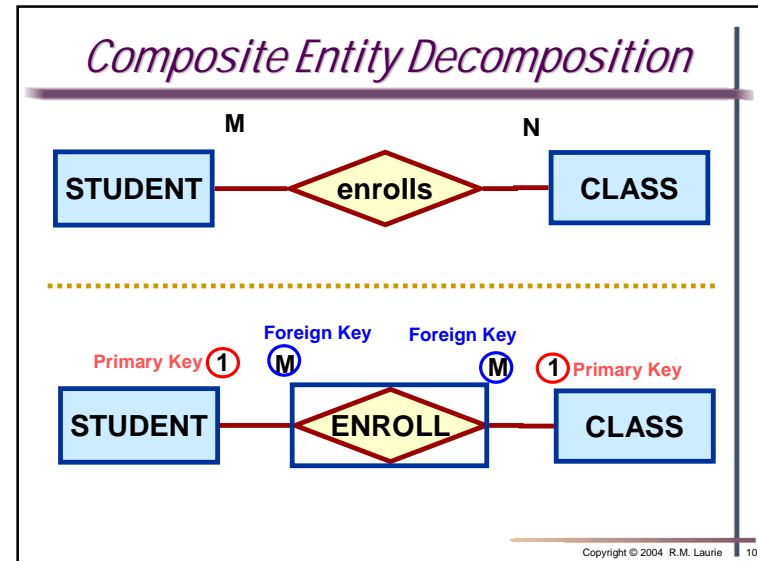 Composite Entity Decomposition
M N
STUDENT enrolls CLASS
Foreign Key Foreign Key
Primary Key 1 M M 1 Primary Key
STUDENT ENROLL CLASS
Copyright © 2004 R.M. Laurie 10